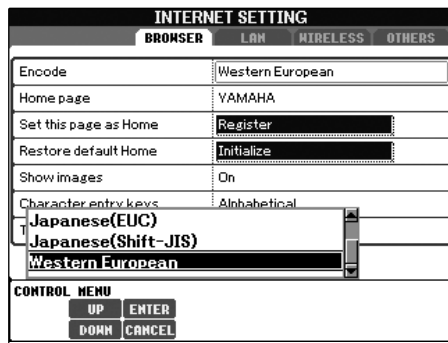 INTERNET SETTING
BROWSER LAN WIRELESS OTHERS
Encode Western European
Home page YAMAHA
Set this page as Home Register
Restore default Home Initialize
Show images On
Character entry keys Alphabetical
T
Japanese(EUC)
Japanese(Shift-JIS)
Western European
CONTROL MENU
UP ENTER
DOWN CANCEL